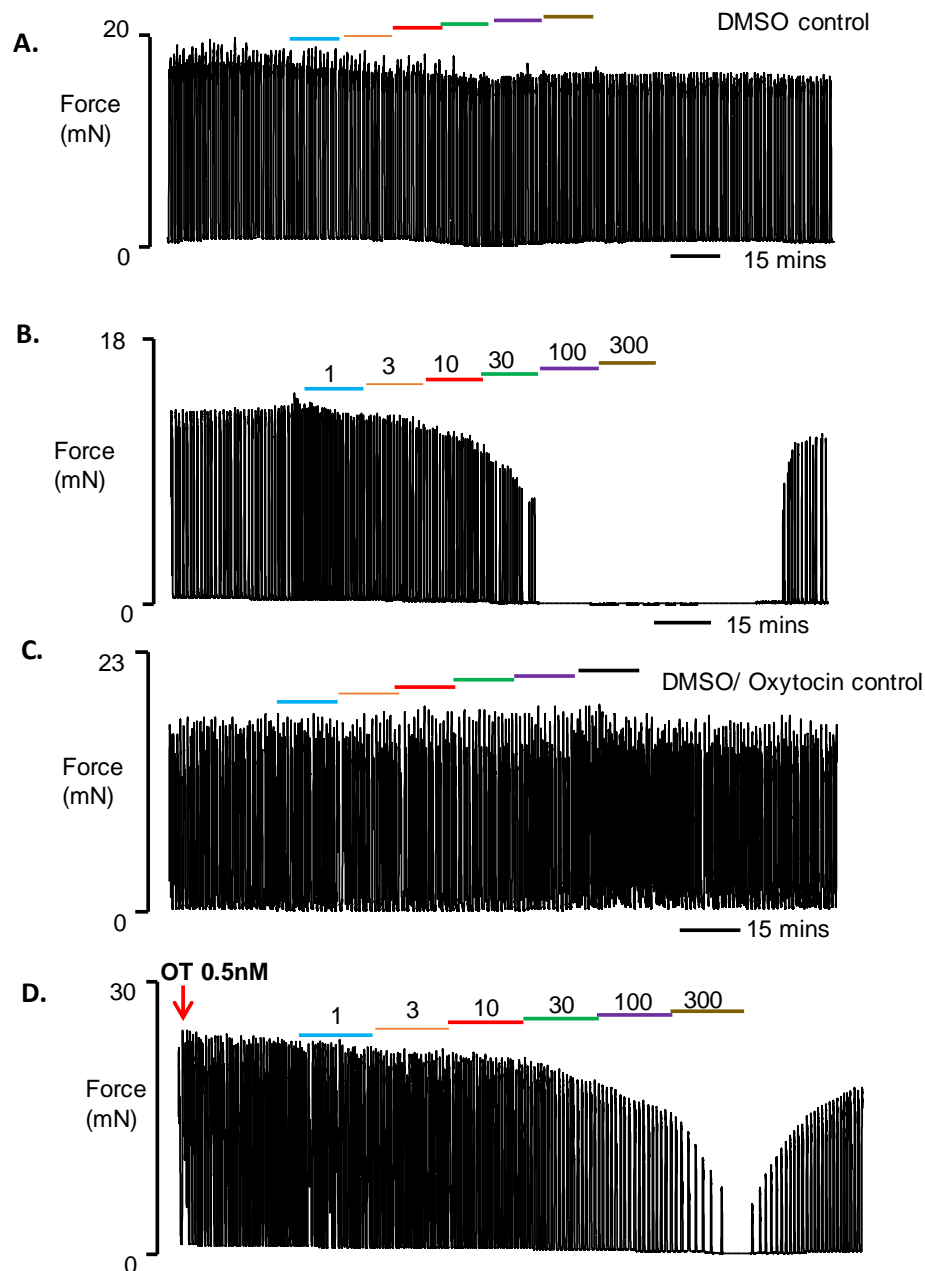 A.
20
DMSO control
Force
(mN)
0
15 mins
B.
18
1 3 10 30 100 300
Force
(mN)
0
15 mins
C.
23
DMSO/ Oxytocin control
Force
(mN)
0
15 mins
D.
OT 0.5nM
30
1 3 10 30 100 300
Force
(mN)
0